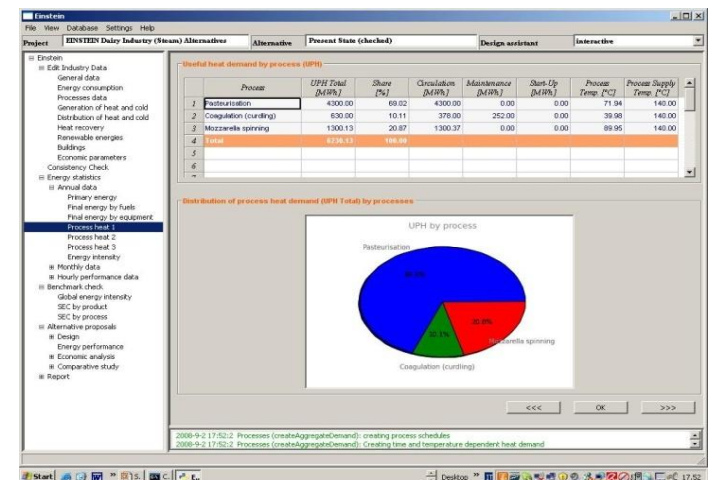 Einstein
File View Database Settings Help
Project EINSTEIN Dairy Industry (Steam) Alternatives Alternative Present State (checked) Design assistant interactive
Einstein
Edit Industry Data
General data
Energy consumption
Processes data
Generation of heat and cold
Distribution of heat and cold
Heat recovery
Renewable energies
Buildings
Economic parameters
Consistency Check
Energy statistics
Annual data
Primary energy
Final energy by fuels
Final energy by equipment
Process heat 1
Process heat 2
Process heat 3
Energy intensity
Monthly data
Hourly performance data
Benchmark check
Global energy intensity
SEC by product
SEC by process
Alternative proposals
Design
Energy performance
Economic analysis
Comparative study
Report
Useful heat demand by process (UPH)
Process UPH Total [MWh] Share [%] Circulation [MWh] Maintenance [MWh] Start-Up [MWh] Process Temp. [°C] Process Supply Temp. [°C]
1 Pasteurisation 4300.00 69.02 4300.00 0.00 0.00 71.94 140.00
2 Coagulation (curdling) 630.00 10.11 378.00 252.00 0.00 39.98 140.00
3 Mozzarella spinning 1300.13 20.87 1300.37 0.00 0.00 89.95 140.00
4 Total 6230.13 100.00
5
6
Distribution of process heat demand (UPH Total) by processes
UPH by process
Pasteurisation
10.1%
20.9%
Mozzarella spinning
Coagulation (curdling)
<<< OK >>>
2008-9-2 17:52:2 Processes (createAggregateDemand): creating process schedules
2008-9-2 17:52:2 Processes (createAggregateDemand): Creating time and temperature dependent heat demand
Start Desktop 17.52